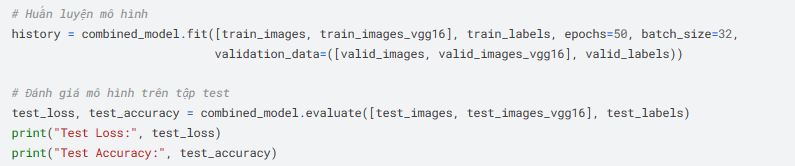 # Huấn luyện mô hình
history = combined_model.fit([train_images, train_images_vgg16], train_labels, epochs=50, batch_size=32,
validation_data=([valid_images, valid_images_vgg16], valid_labels))
# Đánh giá mô hình trên tập test
test_loss, test_accuracy = combined_model.evaluate([test_images, test_images_vgg16], test_labels)
print("Test Loss:", test_loss)
print("Test Accuracy:", test_accuracy)